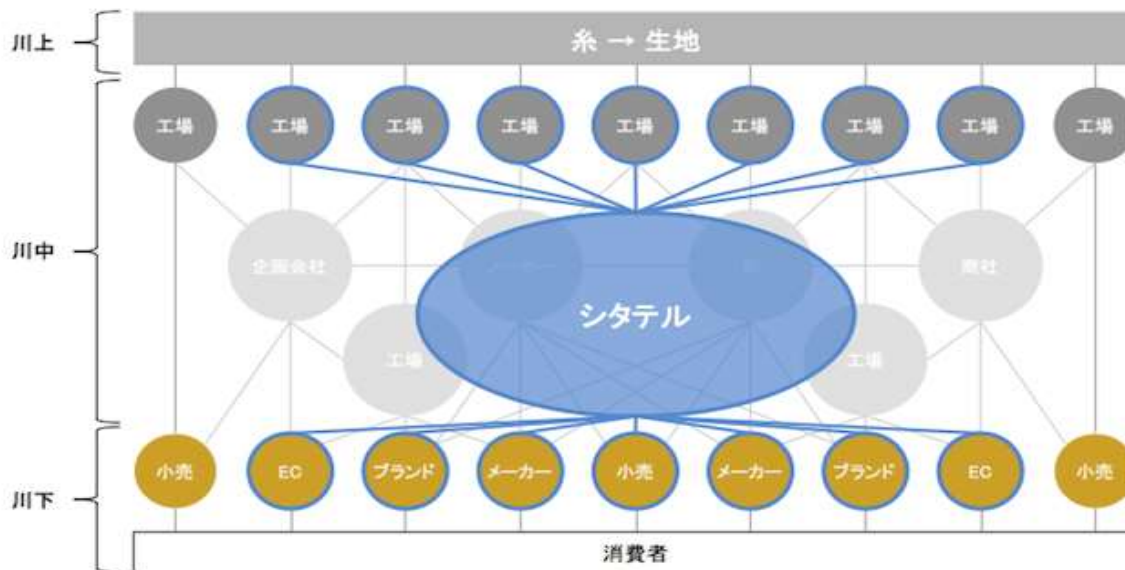 川上
糸 → 生地
工場 工場 工場 工場 工場 工場 工場 工場 工場
川中
企画会社
商社
シタテル
工場
工場
川下
小売 EC ブランド メーカー 小売 メーカー ブランド EC 小売
消費者